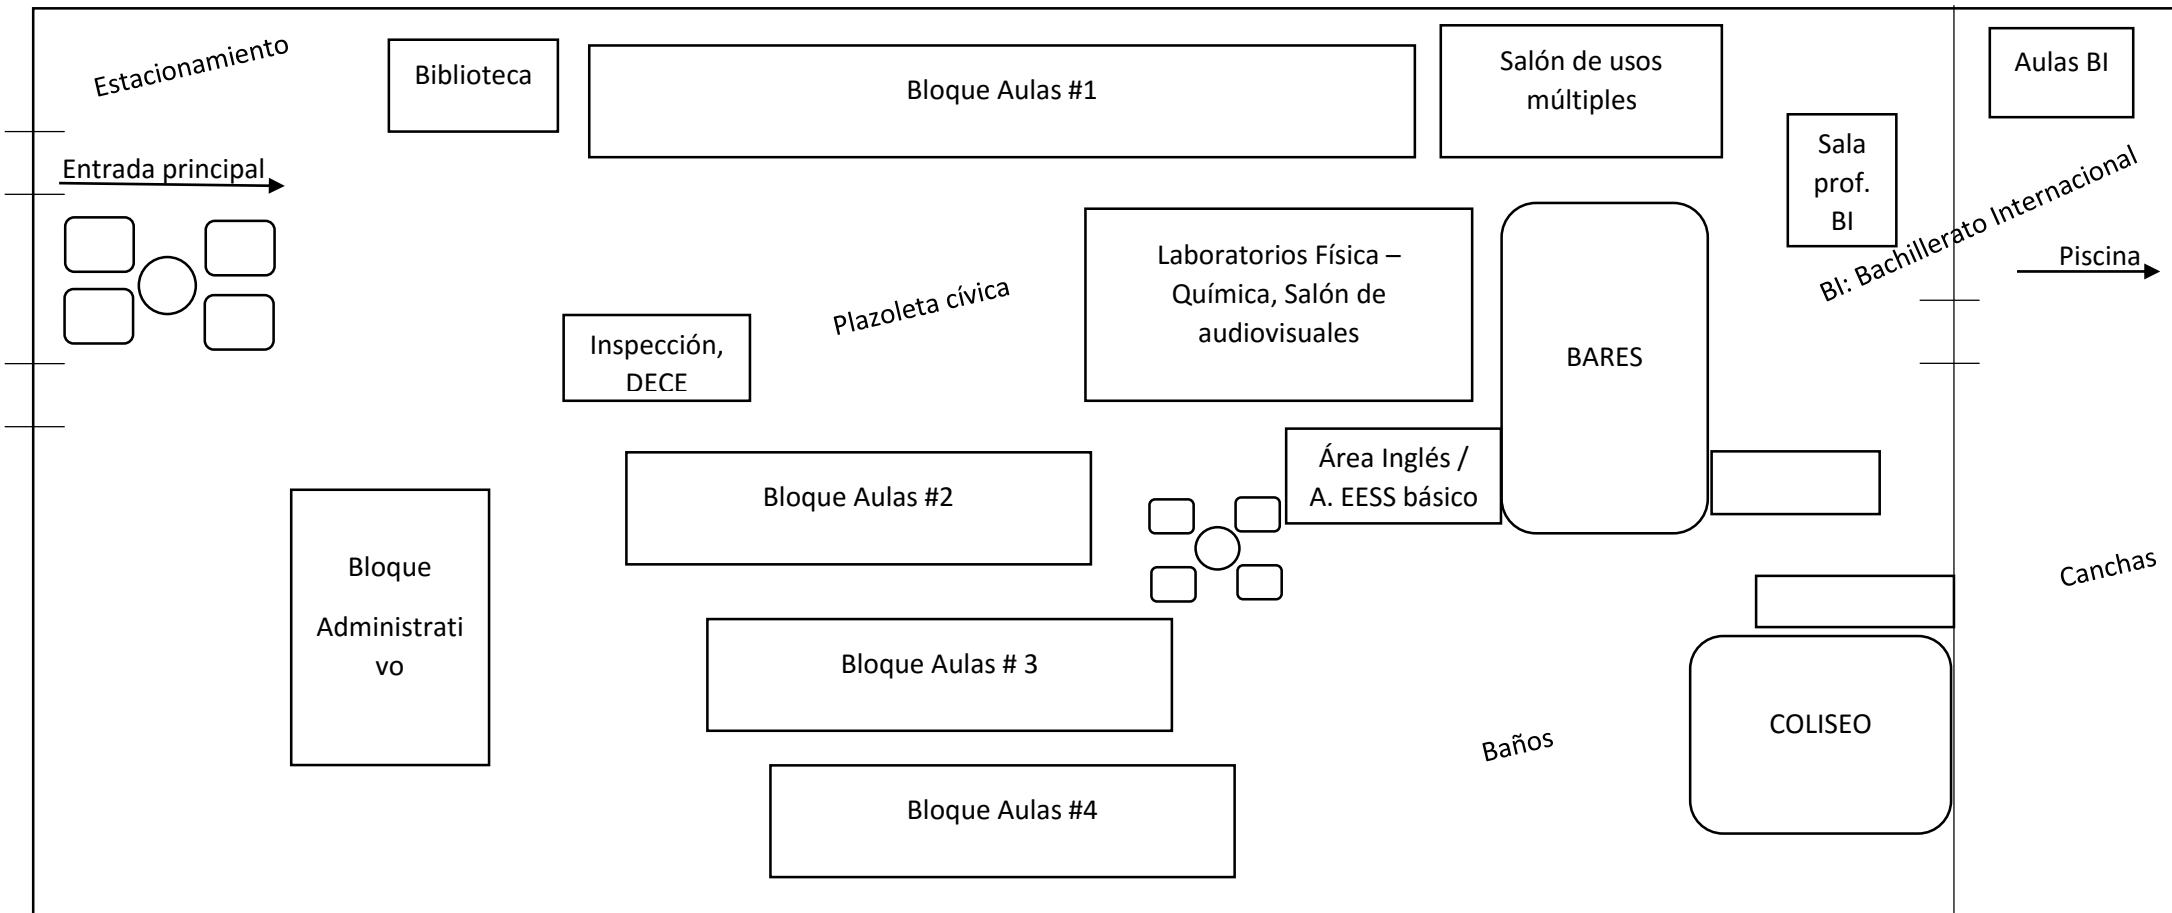 Estacionamiento
Biblioteca
Bloque Aulas #1
Salón de usos
múltiples
Aulas BI
Entrada principal
Sala
prof.
BI
BI: Bachillerato Internacional
Piscina
Laboratorios Física –
Química, Salón de
audiovisuales
Plazoleta cívica
Inspección,
DECE
BARES
Bloque Aulas #2
Área Inglés /
A. EESS básico
Bloque
Administrati
vo
Canchas
Bloque Aulas # 3
Baños
COLISEO
Bloque Aulas #4